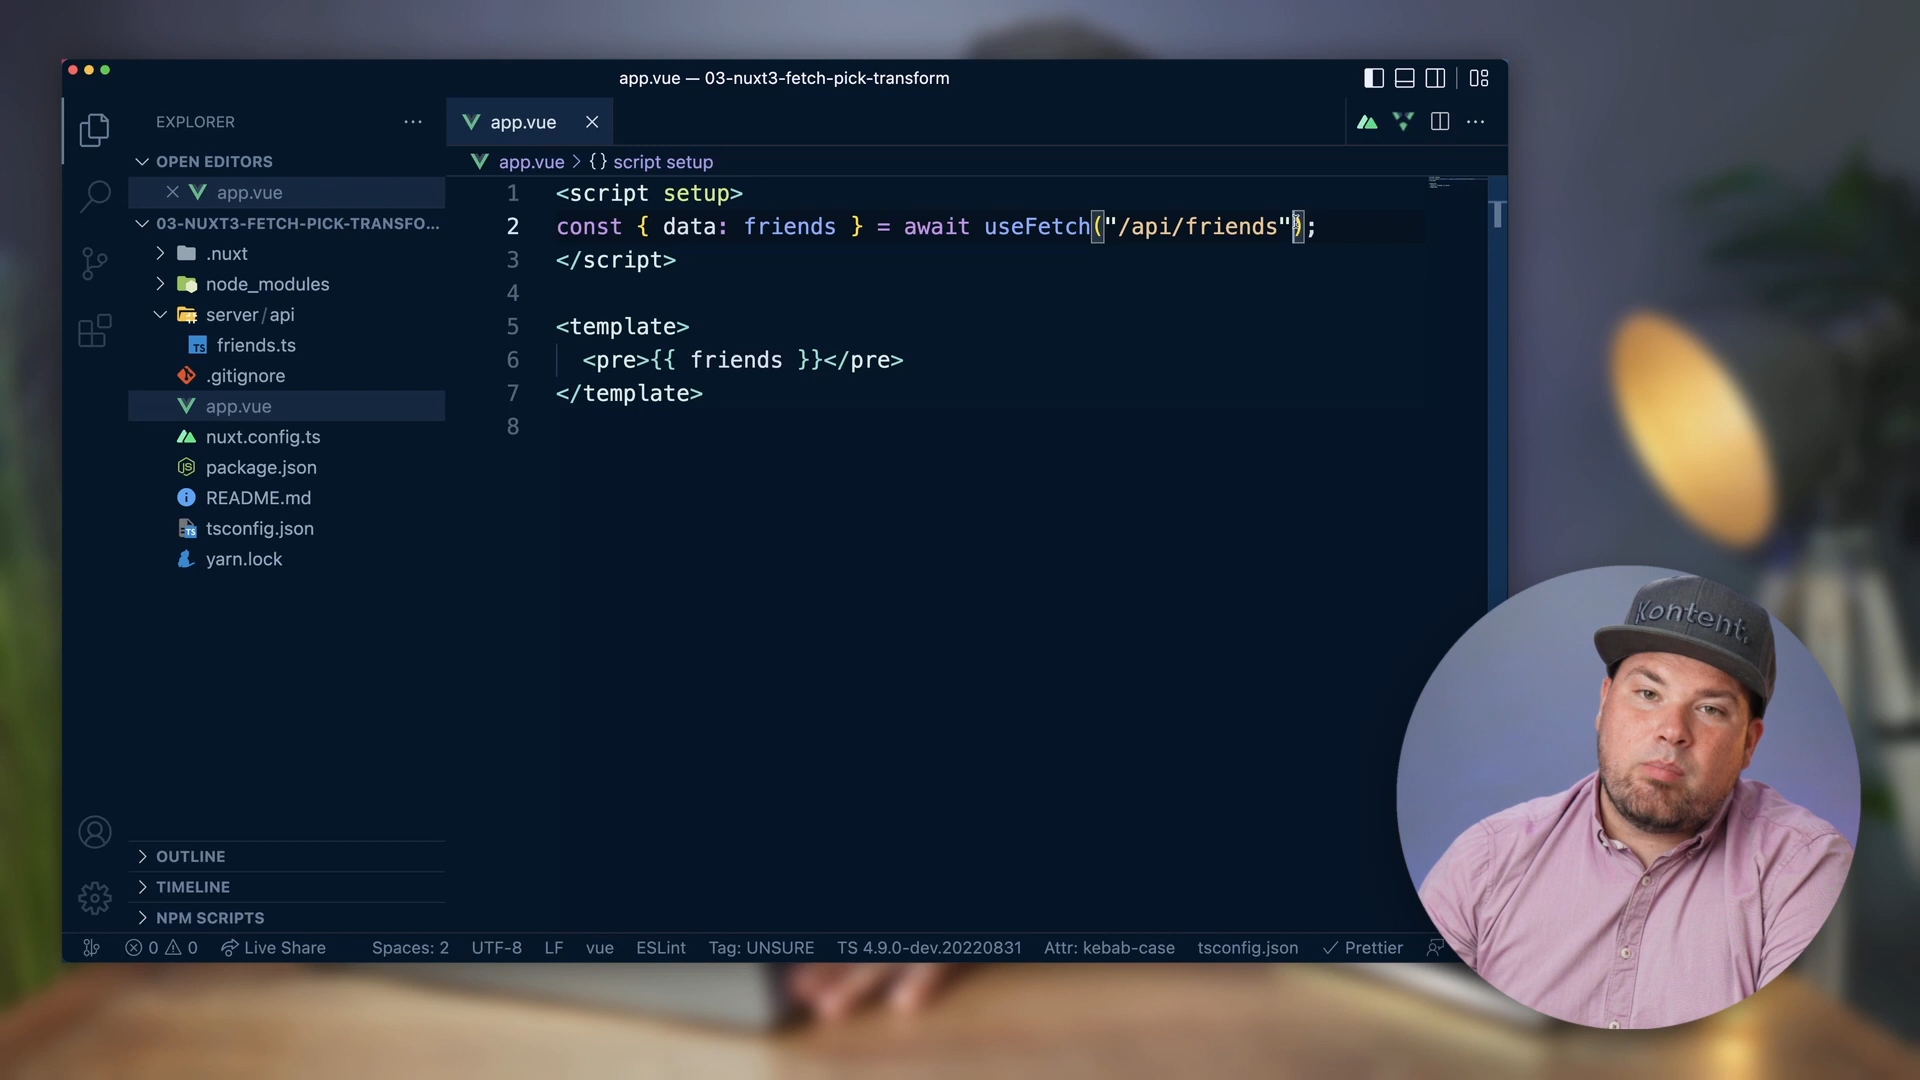 app.vue — 03-nuxt3-fetch-pick-transform
EXPLORER
app.vue
OPEN EDITORS
app.vue > {} script setup
app.vue
03-NUXT3-FETCH-PICK-TRANSFO...
.nuxt
node_modules
server/api
TS friends.ts
.gitignore
app.vue
nuxt.config.ts
package.json
README.md
TS tsconfig.json
yarn.lock
1 <script setup>
2 const { data: friends } = await useFetch("/api/friends");
3 </script>
4
5 <template>
6 <pre>{{ friends }}</pre>
7 </template>
8
OUTLINE
TIMELINE
NPM SCRIPTS
0 0 Live Share Spaces: 2 UTF-8 LF vue ESLint Tag: UNSURE TS 4.9.0-dev.20220831 Attr: kebab-case tsconfig.json Prettier
Kontent.